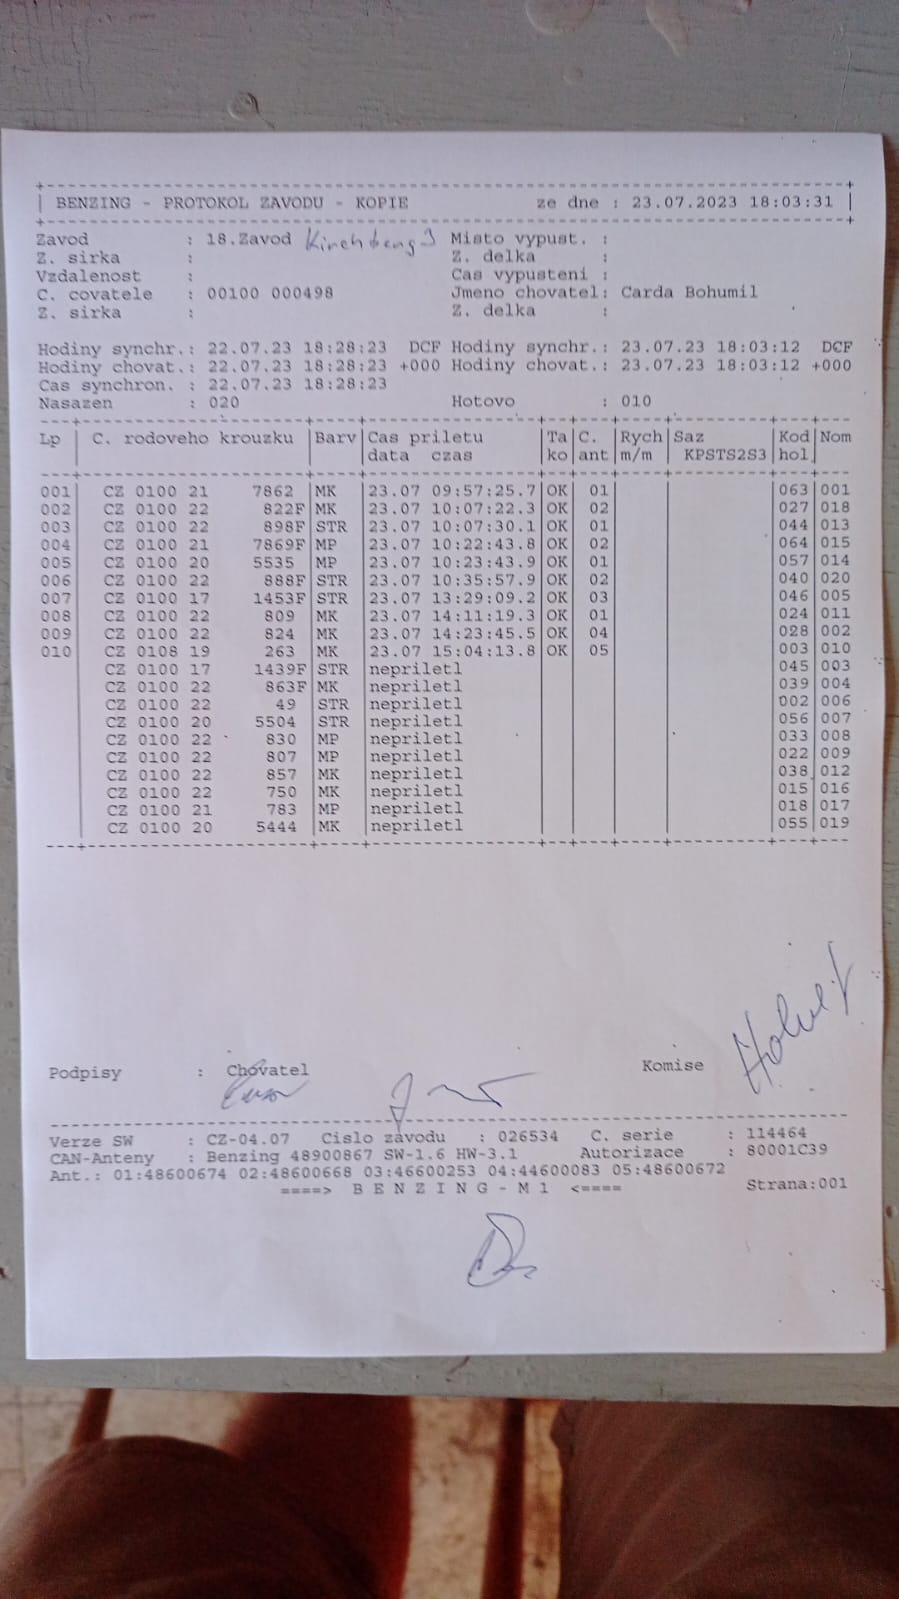 BENZING - PROTOKOL ZAVODU - KOPIE ze dne : 23.07.2023 18:03:31
Zavod : 18.Zavod Kirchberg J Misto vypust. :
Z. sirka : Z. delka :
Vzdalenost : Cas vypusteni :
C. covatele : 00100 000498 Jmeno chovatel: Carda Bohumil
Z. sirka : Z. delka :
Hodiny synchr.: 22.07.23 18:28:23 DCF Hodiny synchr.: 23.07.23 18:03:12 DCF
Hodiny chovat.: 22.07.23 18:28:23 +000 Hodiny chovat.: 23.07.23 18:03:12 +000
Cas synchron. : 22.07.23 18:28:23
Nasazen : 020 Hotovo : 010
Lp C. rodoveho krouzku Barv Cas priletu Ta C. Rych Saz Kod Nom
data czas ko ant m/m KPSTS2S3 hol
001 CZ 0100 21 7862 MK 23.07 09:57:25.7 OK 01 063 001
002 CZ 0100 22 822F MK 23.07 10:07:22.3 OK 02 027 018
003 CZ 0100 22 898F STR 23.07 10:07:30.1 OK 01 044 013
004 CZ 0100 21 7869F MP 23.07 10:22:43.8 OK 02 064 015
005 CZ 0100 20 5535 MP 23.07 10:23:43.9 OK 01 057 014
006 CZ 0100 22 888F STR 23.07 10:35:57.9 OK 02 040 020
007 CZ 0100 17 1453F STR 23.07 13:29:09.2 OK 03 046 005
008 CZ 0100 22 809 MK 23.07 14:11:19.3 OK 01 024 011
009 CZ 0100 22 824 MK 23.07 14:23:45.5 OK 04 028 002
010 CZ 0108 19 263 MK 23.07 15:04:13.8 OK 05 003 010
CZ 0100 17 1439F STR nepriletl 045 003
CZ 0100 22 863F MK nepriletl 039 004
CZ 0100 22 49 STR nepriletl 002 006
CZ 0100 20 5504 STR nepriletl 056 007
CZ 0100 22 830 MP nepriletl 033 008
CZ 0100 22 807 MP nepriletl 022 009
CZ 0100 22 857 MK nepriletl 038 012
CZ 0100 22 750 MK nepriletl 015 016
CZ 0100 21 783 MP nepriletl 018 017
CZ 0100 20 5444 MK nepriletl 055 019
Podpisy : Chovatel Komise
Verze SW : CZ-04.07 Cislo zavodu : 026534 C. serie : 114464
CAN-Anteny : Benzing 48900867 SW-1.6 HW-3.1 Autorizace : 80001C39
Ant.: 01:48600674 02:48600668 03:46600253 04:44600083 05:48600672
====> B E N Z I N G - M 1 <==== Strana:001